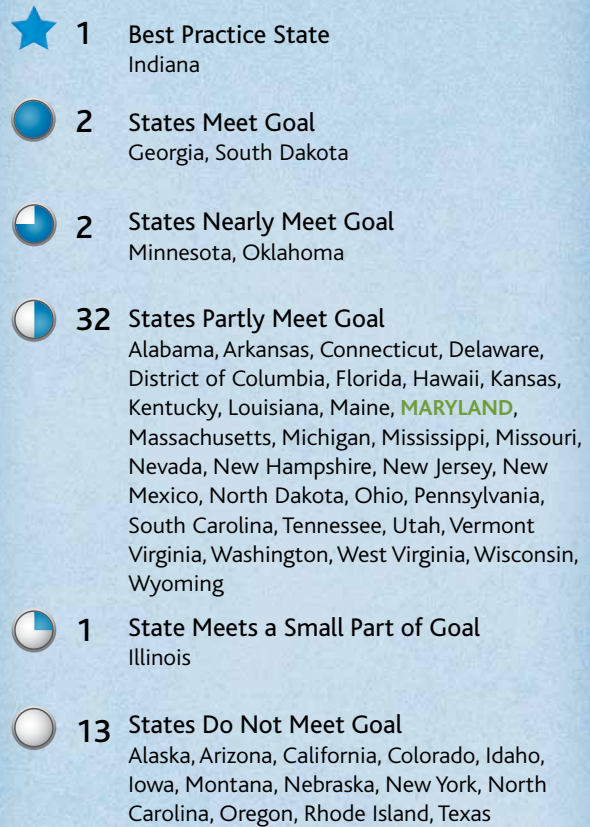 1 Best Practice State
Indiana
2 States Meet Goal
Georgia, South Dakota
2 States Nearly Meet Goal
Minnesota, Oklahoma
32 States Partly Meet Goal
Alabama, Arkansas, Connecticut, Delaware,
District of Columbia, Florida, Hawaii, Kansas,
Kentucky, Louisiana, Maine, MARYLAND,
Massachusetts, Michigan, Mississippi, Missouri,
Nevada, New Hampshire, New Jersey, New
Mexico, North Dakota, Ohio, Pennsylvania,
South Carolina, Tennessee, Utah, Vermont
Virginia, Washington, West Virginia, Wisconsin,
Wyoming
1 State Meets a Small Part of Goal
Illinois
13 States Do Not Meet Goal
Alaska, Arizona, California, Colorado, Idaho,
Iowa, Montana, Nebraska, New York, North
Carolina, Oregon, Rhode Island, Texas